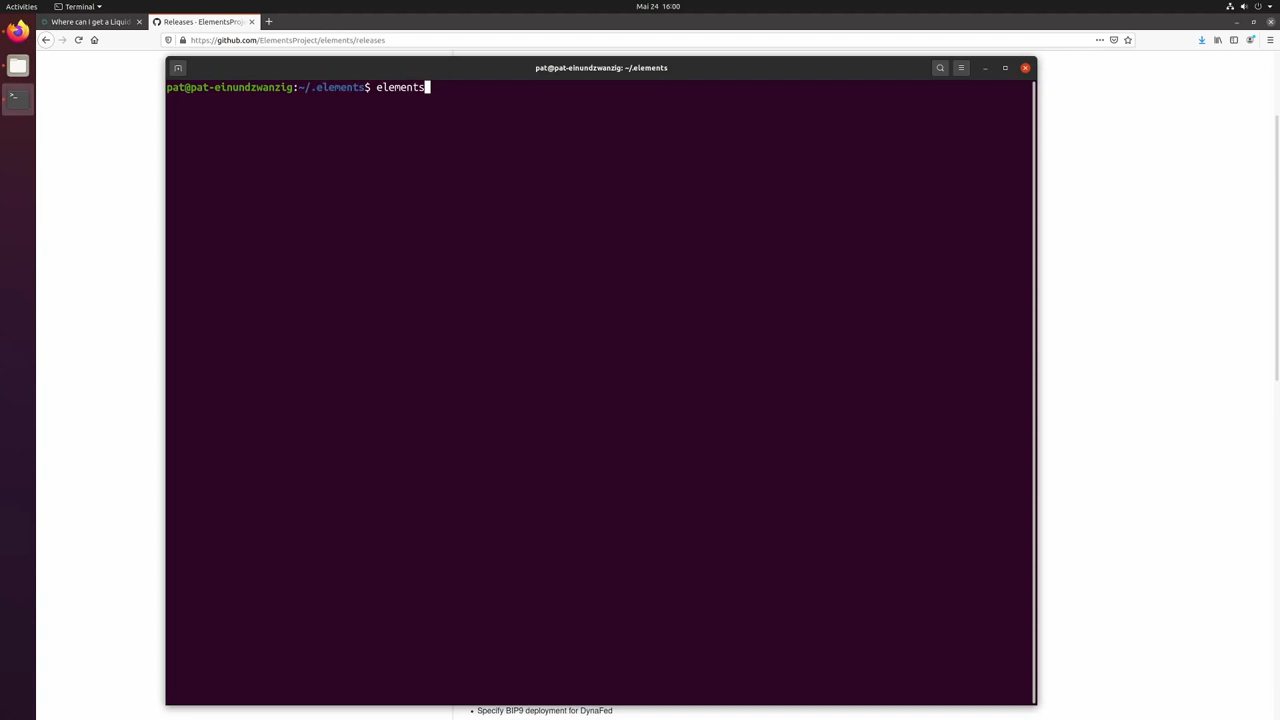 Activities
Terminal
Mai 24 16:00
Where can I get a Liquid
Releases · ElementsProje
https://github.com/ElementsProject/elements/releases
pat@pat-einundzwanzig: ~/.elements
pat@pat-einundzwanzig:~/.elements$ elements
Specify BIP9 deployment for DynaFed